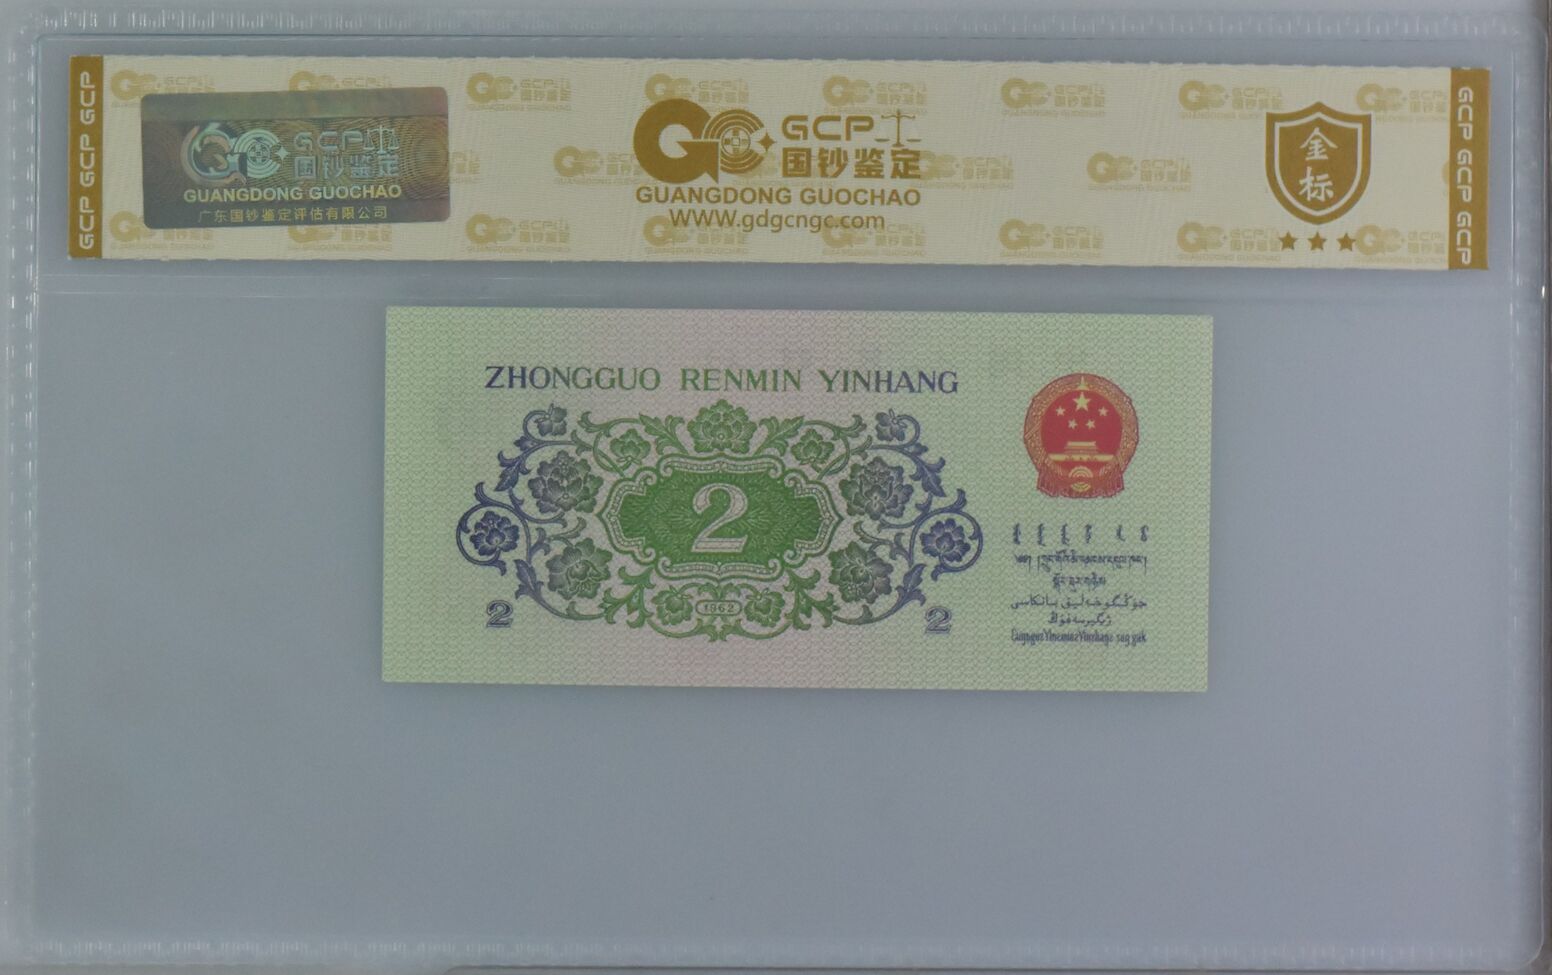 GCP GCP GCP
GCP
国钞鉴定
GUANGDONG GUOCHAO
广东国钞鉴定评估有限公司
GCP
国钞鉴定
GUANGDONG GUOCHAO
WWW.gdgcngc.com
金标
GCP GCP GCP
ZHONGGUO RENMIN YINHANG
2
1962
2
2